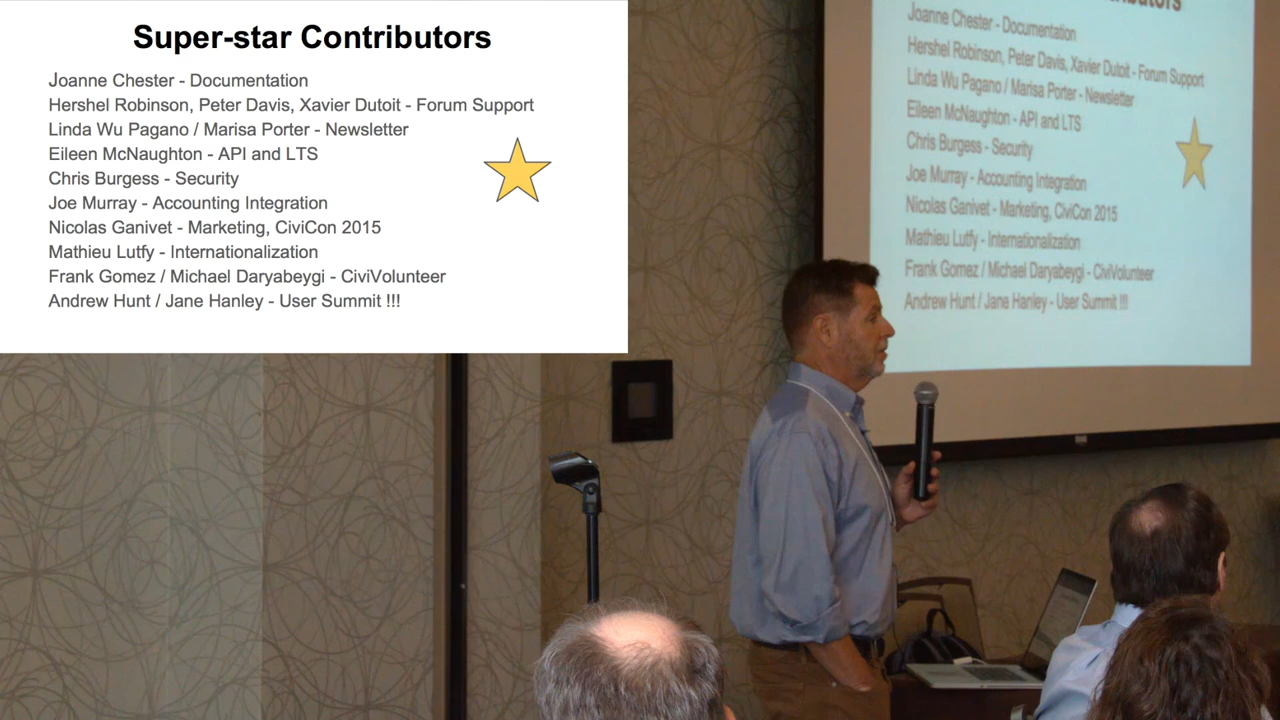 Super-star Contributors
Joanne Chester - Documentation
Hershel Robinson, Peter Davis, Xavier Dutoit - Forum Support
Linda Wu Pagano / Marisa Porter - Newsletter
Eileen McNaughton - API and LTS
Chris Burgess - Security
Joe Murray - Accounting Integration
Nicolas Ganivet - Marketing, CiviCon 2015
Mathieu Lutfy - Internationalization
Frank Gomez / Michael Daryabeygi - CiviVolunteer
Andrew Hunt / Jane Hanley - User Summit !!!
Joanne Chester - Documentation
Hershel Robinson, Peter Davis, Xavier Dutoit - Forum Support
Linda Wu Pagano / Marisa Porter - Newsletter
Eileen McNaughton - API and LTS
Chris Burgess - Security
Joe Murray - Accounting Integration
Nicolas Ganivet - Marketing, CiviCon 2015
Mathieu Lutfy - Internationalization
Frank Gomez / Michael Daryabeygi - CiviVolunteer
Andrew Hunt / Jane Hanley - User Summit !!!